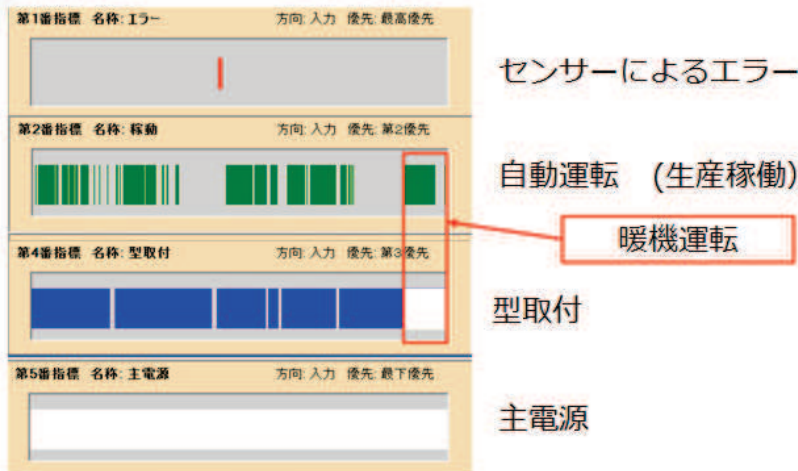 第1番指標 名称: エラー 方向: 入力 優先: 最高優先
センサーによるエラー
第2番指標 名称: 稼動 方向: 入力 優先: 第2優先
自動運転 (生産稼働)
暖機運転
第4番指標 名称: 型取付 方向: 入力 優先: 第3優先
型取付
第5番指標 名称: 主電源 方向: 入力 優先: 最下優先
主電源